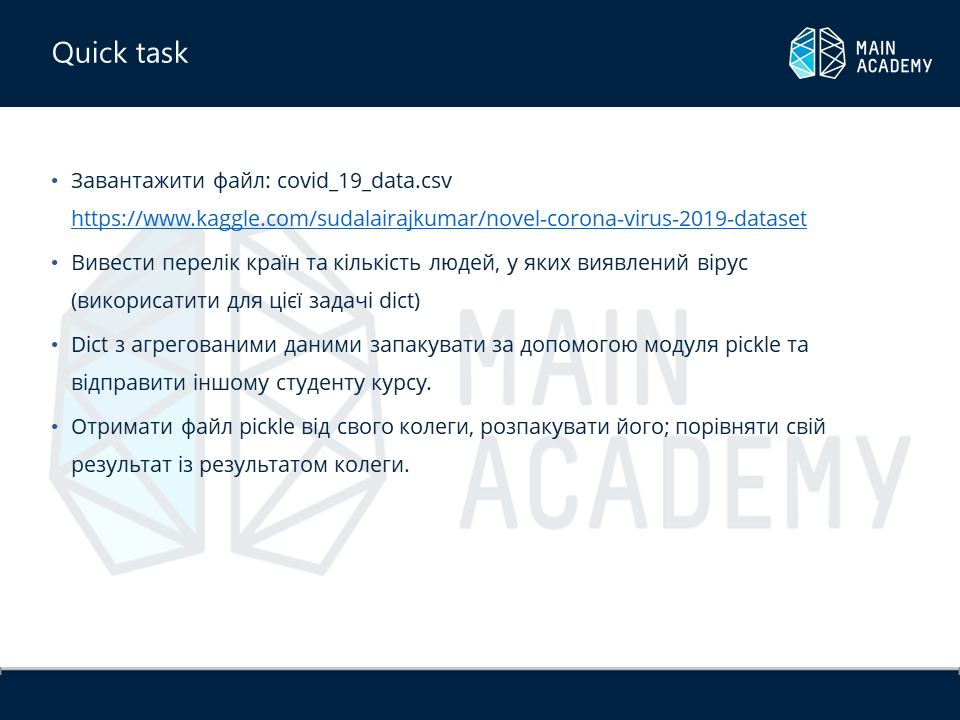 Quick task
MAIN
ACADEMY
• Завантажити файл: covid_19_data.csv
https://www.kaggle.com/sudalairajkumar/novel-corona-virus-2019-dataset
• Вивести перелік країн та кількість людей, у яких виявлений вірус
(викорисатити для цієї задачі dict)
• Dict з агрегованими даними запакувати за допомогою модуля pickle та
відправити іншому студенту курсу.
• Отримати файл pickle від свого колеги, розпакувати його; порівняти свій
результат із результатом колеги.
MAIN
ACADEMY